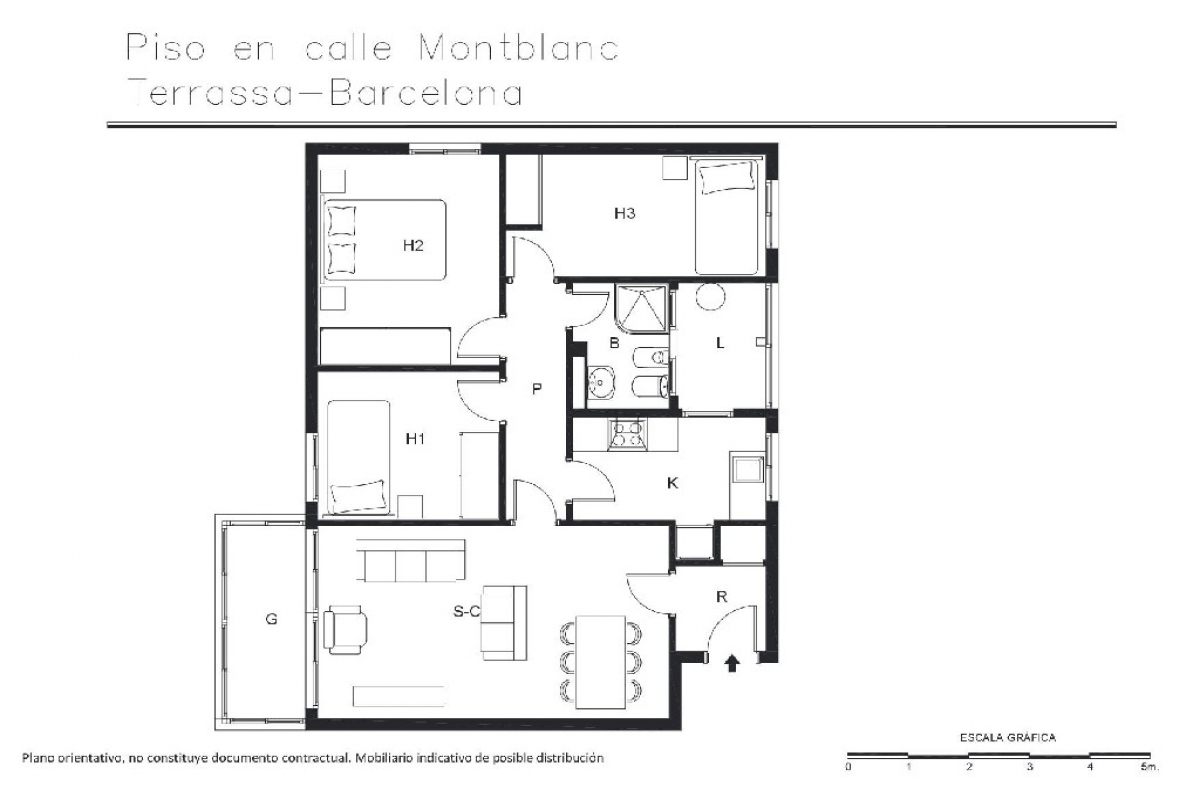 Piso en calle Montblanc
Terrassa-Barcelona
H3
H2
B
L
P
H1
K
R
S-C
G
ESCALA GRÁFICA
Plano orientativo, no constituye documento contractual. Mobiliario indicativo de posible distribución
0 1 2 3 4 5m.